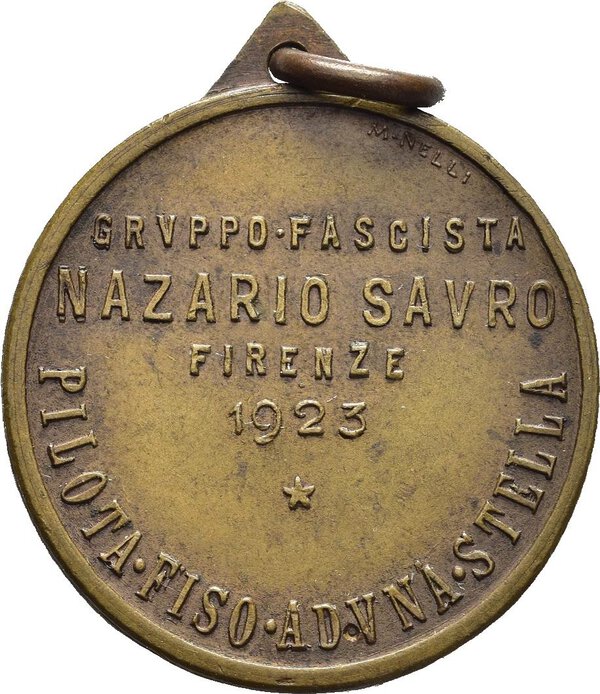 M·NELLI
GRVPPO·FASCISTA
NAZARIO SAVRO
FIRENZE
1923
PILOTA·FISO·AD·VNA·STELLA